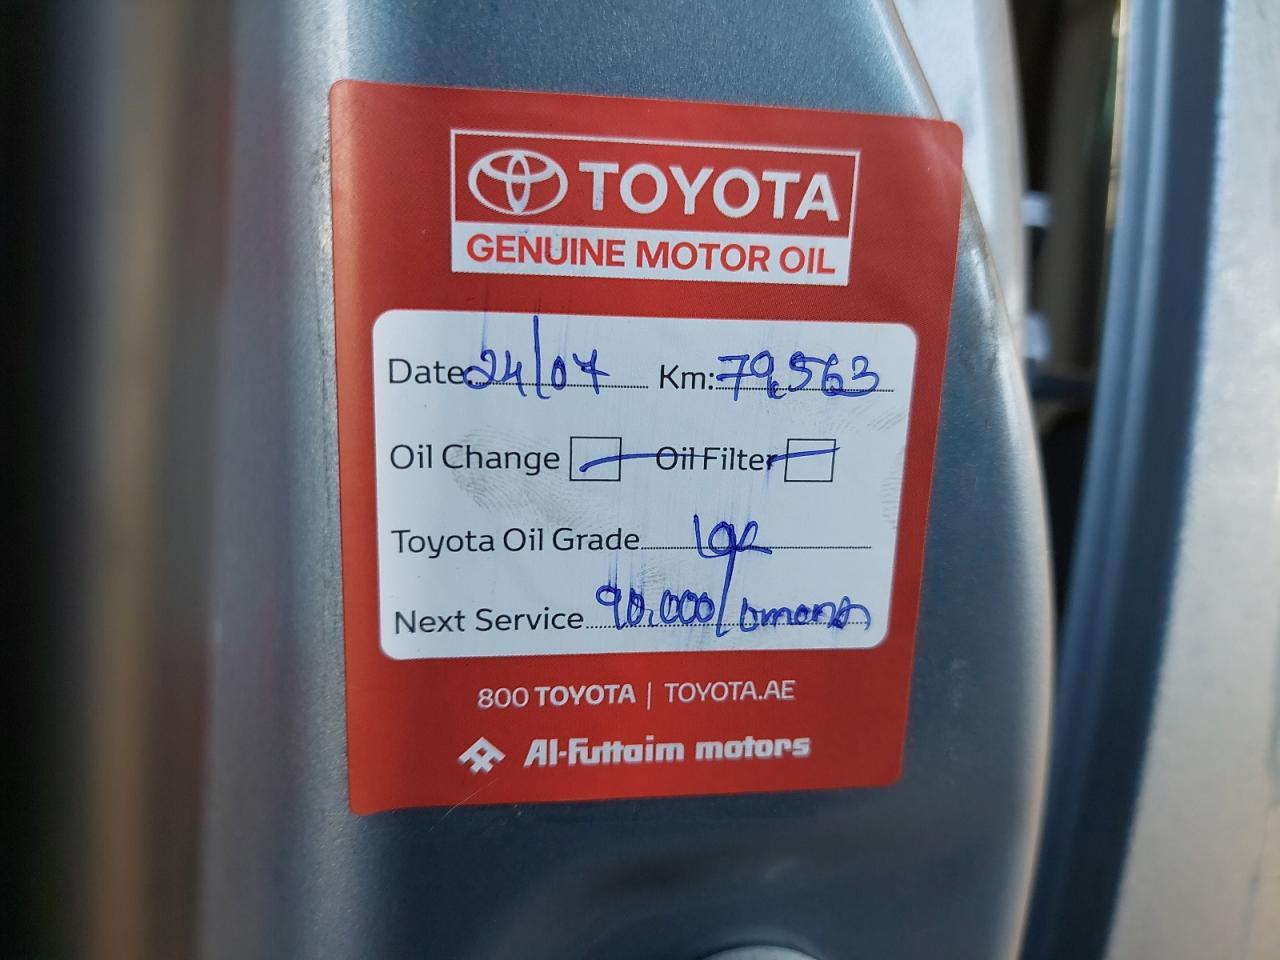 TOYOTA
GENUINE MOTOR OIL
Date: 24/07 Km: 79,563
Oil Change Oil Filter
Toyota Oil Grade
Next Service 90.000/
800 TOYOTA | TOYOTA.AE
Al-Futtaim motors